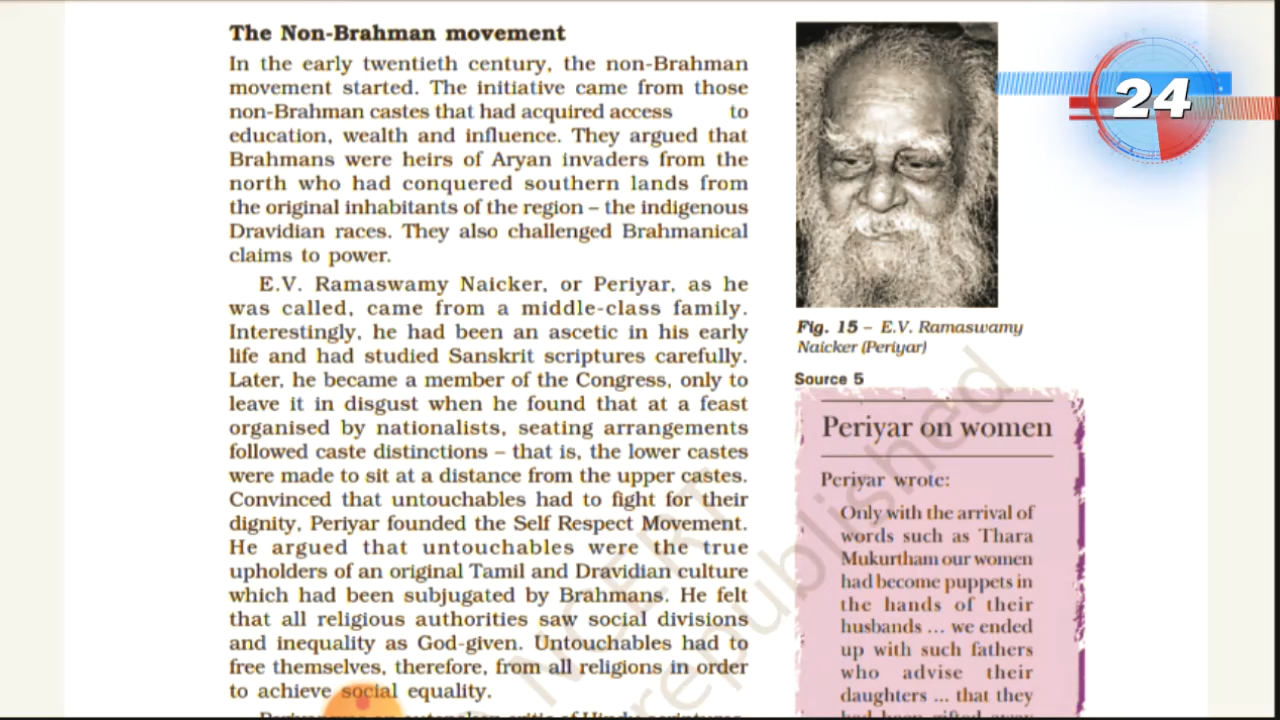 The Non-Brahman movement
In the early twentieth century, the non-Brahman
movement started. The initiative came from those
non-Brahman castes that had acquired access to
education, wealth and influence. They argued that
Brahmans were heirs of Aryan invaders from the
north who had conquered southern lands from
the original inhabitants of the region – the indigenous
Dravidian races. They also challenged Brahmanical
claims to power.
E.V. Ramaswamy Naicker, or Periyar, as he
was called, came from a middle-class family.
Interestingly, he had been an ascetic in his early
life and had studied Sanskrit scriptures carefully.
Later, he became a member of the Congress, only to
leave it in disgust when he found that at a feast
organised by nationalists, seating arrangements
followed caste distinctions – that is, the lower castes
were made to sit at a distance from the upper castes.
Convinced that untouchables had to fight for their
dignity, Periyar founded the Self Respect Movement.
He argued that untouchables were the true
upholders of an original Tamil and Dravidian culture
which had been subjugated by Brahmans. He felt
that all religious authorities saw social divisions
and inequality as God-given. Untouchables had to
free themselves, therefore, from all religions in order
to achieve social equality.
24
Fig. 15 – E.V. Ramaswamy
Naicker (Periyar)
Source 5
Periyar on women
Periyar wrote:
Only with the arrival of
words such as Thara
Mukurtham our women
had become puppets in
the hands of their
husbands ... we ended
up with such fathers
who advise their
daughters ... that they
NCERT
republished